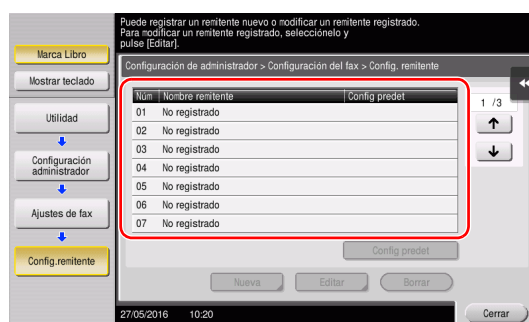 Puede registrar un remitente nuevo o modificar un remitente registrado.
Para modificar un remitente registrado, selecciónelo y
pulse [Editar].
Marca Libro
Mostrar teclado
Utilidad
Configuración
administrador
Ajustes de fax
Config.remitente
Configuración de administrador > Configuración del fax > Config. remitente
Núm Nombre remitente Config predet
01 No registrado
02 No registrado
03 No registrado
04 No registrado
05 No registrado
06 No registrado
07 No registrado
1 /3
Config predet
Nueva Editar Borrar
27/05/2016 10:20 Cerrar